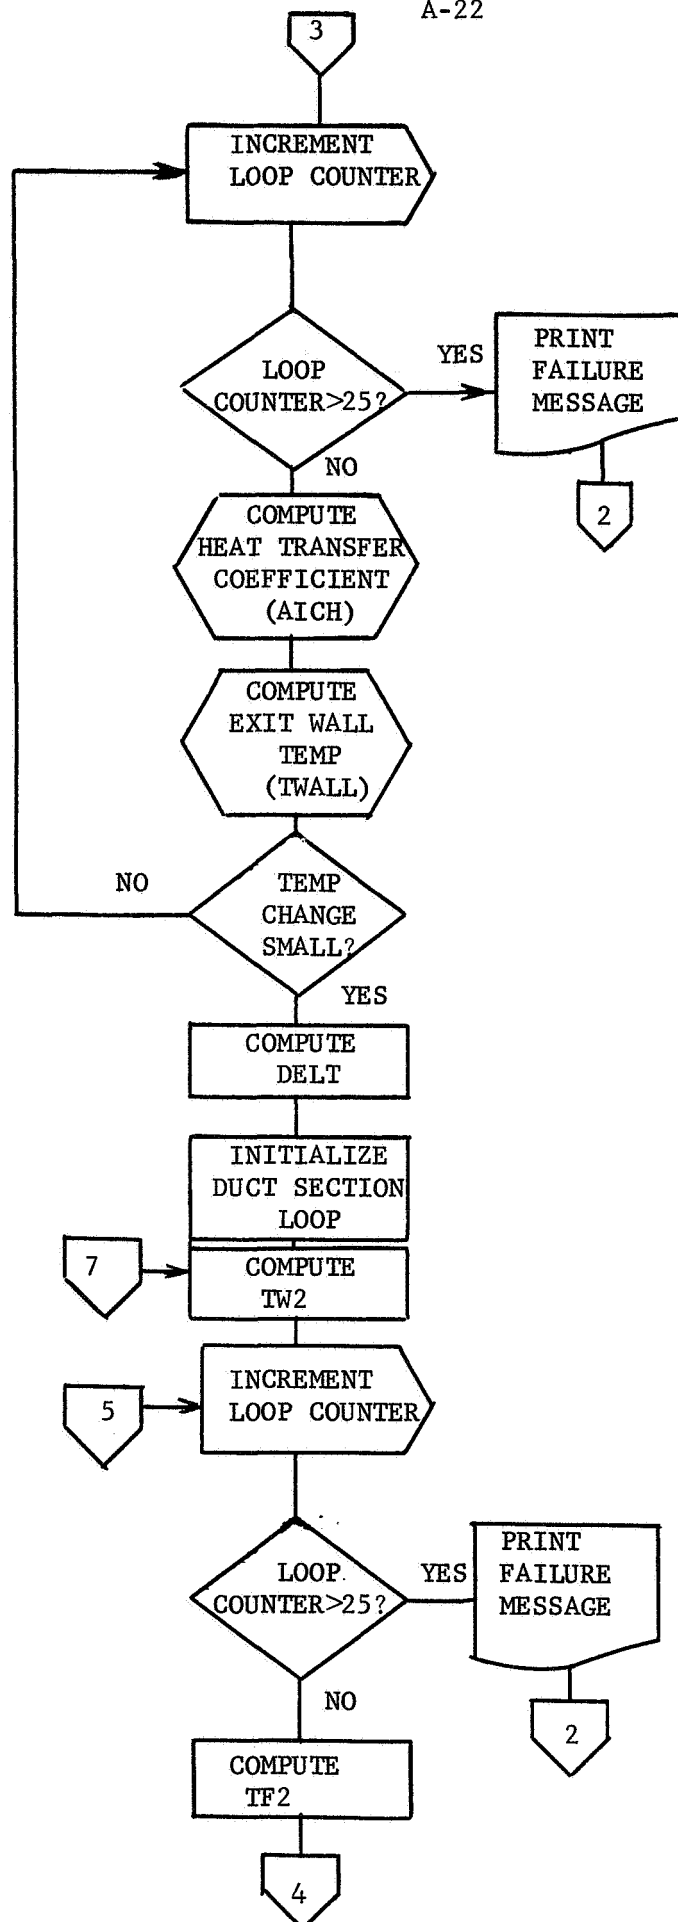 A-22
3
INCREMENT
LOOP COUNTER
LOOP
COUNTER>25?
YES
PRINT
FAILURE
MESSAGE
2
NO
COMPUTE
HEAT TRANSFER
COEFFICIENT
(AICH)
COMPUTE
EXIT WALL
TEMP
(TWALL)
NO
TEMP
CHANGE
SMALL?
YES
COMPUTE
DELT
INITIALIZE
DUCT SECTION
LOOP
7
COMPUTE
TW2
INCREMENT
LOOP COUNTER
5
LOOP
COUNTER>25?
YES
PRINT
FAILURE
MESSAGE
2
NO
COMPUTE
TF2
4